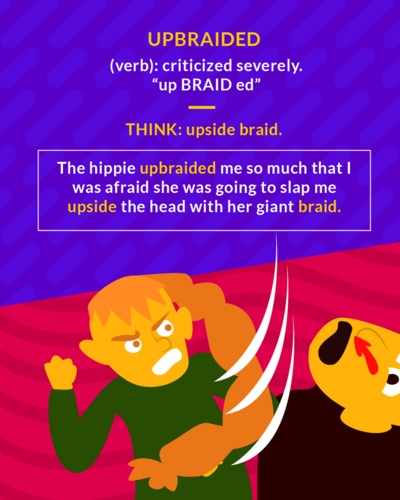 UPBRAIDED
(verb): criticized severely.
“up BRAID ed”
THINK: upside braid.
The hippie upbraided me so much that I
was afraid she was going to slap me
upside the head with her giant braid.